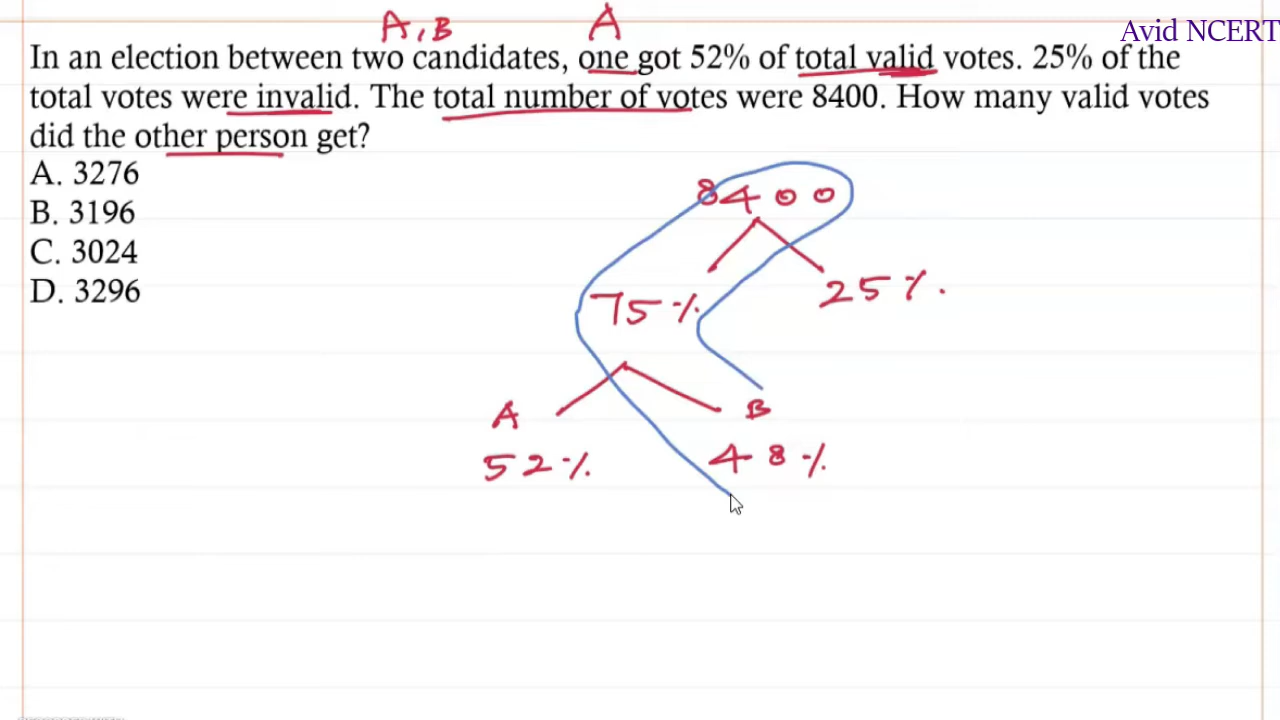 A, B A
Avid NCERT
In an election between two candidates, one got 52% of total valid votes. 25% of the
total votes were invalid. The total number of votes were 8400. How many valid votes
did the other person get?
A. 3276
B. 3196
C. 3024
D. 3296
8400
75% 25%.
A B
52% 48%